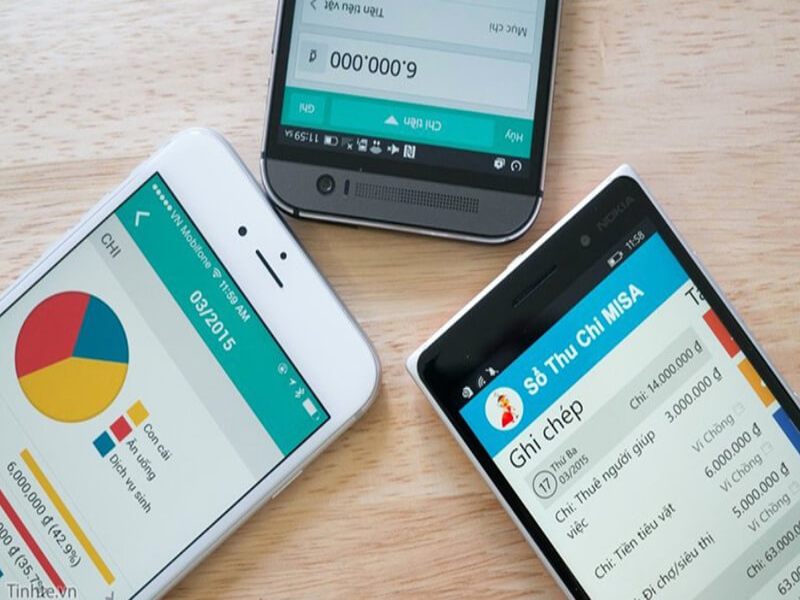 Tiền tiêu vặt
Mục chi
6.000.000 đ
Hủy
Chi tiền
Ghi
11:59 SA
VN Mobifone 11:59 AM
03/2015
CHI
Con cái
Ăn uống
Dịch vụ sinh
6,000,000 ₫ (42.9%)
₫ (35.7%
NOKIA
11:58
Sổ Thu Chi MISA
Ghi chép
Tà
17
Thứ Ba
03/2015
Chi: 14.000.000 ₫
Chi: Thuê người giúp
việc
3.000.000 ₫
Ví Chồng
Chi: Tiền tiêu vặt
6.000.000 ₫
Ví Chồng
Đi chợ/siêu thị
5.000.000 ₫
Ví Chồng
Chi: 63.000
63.0
Tinhte.vn